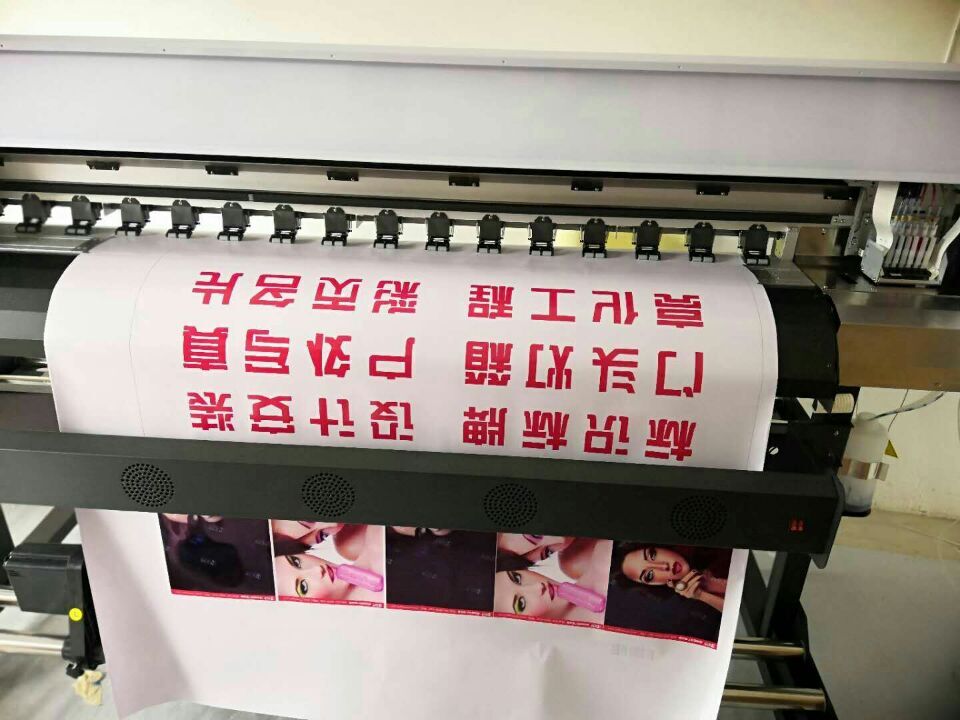 标识标牌 设计安装
门头灯箱 户外写真
亮化工程 彩页名片